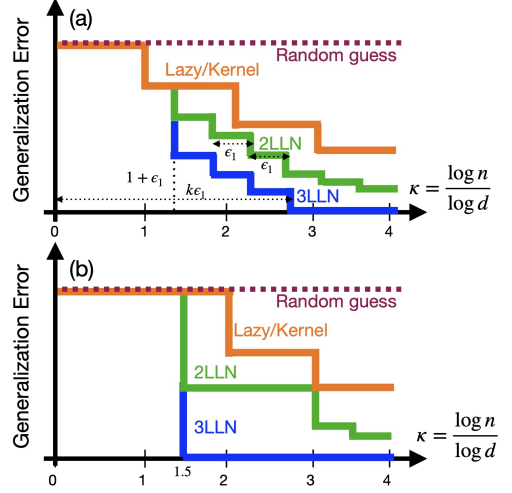 (a)
Generalization Error
Random guess
Lazy/Kernel
2LLN
ϵ₁
ϵ₁
1 + ϵ₁
kϵ₁
3LLN
κ = log n / log d
0 1 2 3 4
(b)
Generalization Error
Random guess
Lazy/Kernel
2LLN
3LLN
κ = log n / log d
0 1 1.5 2 3 4